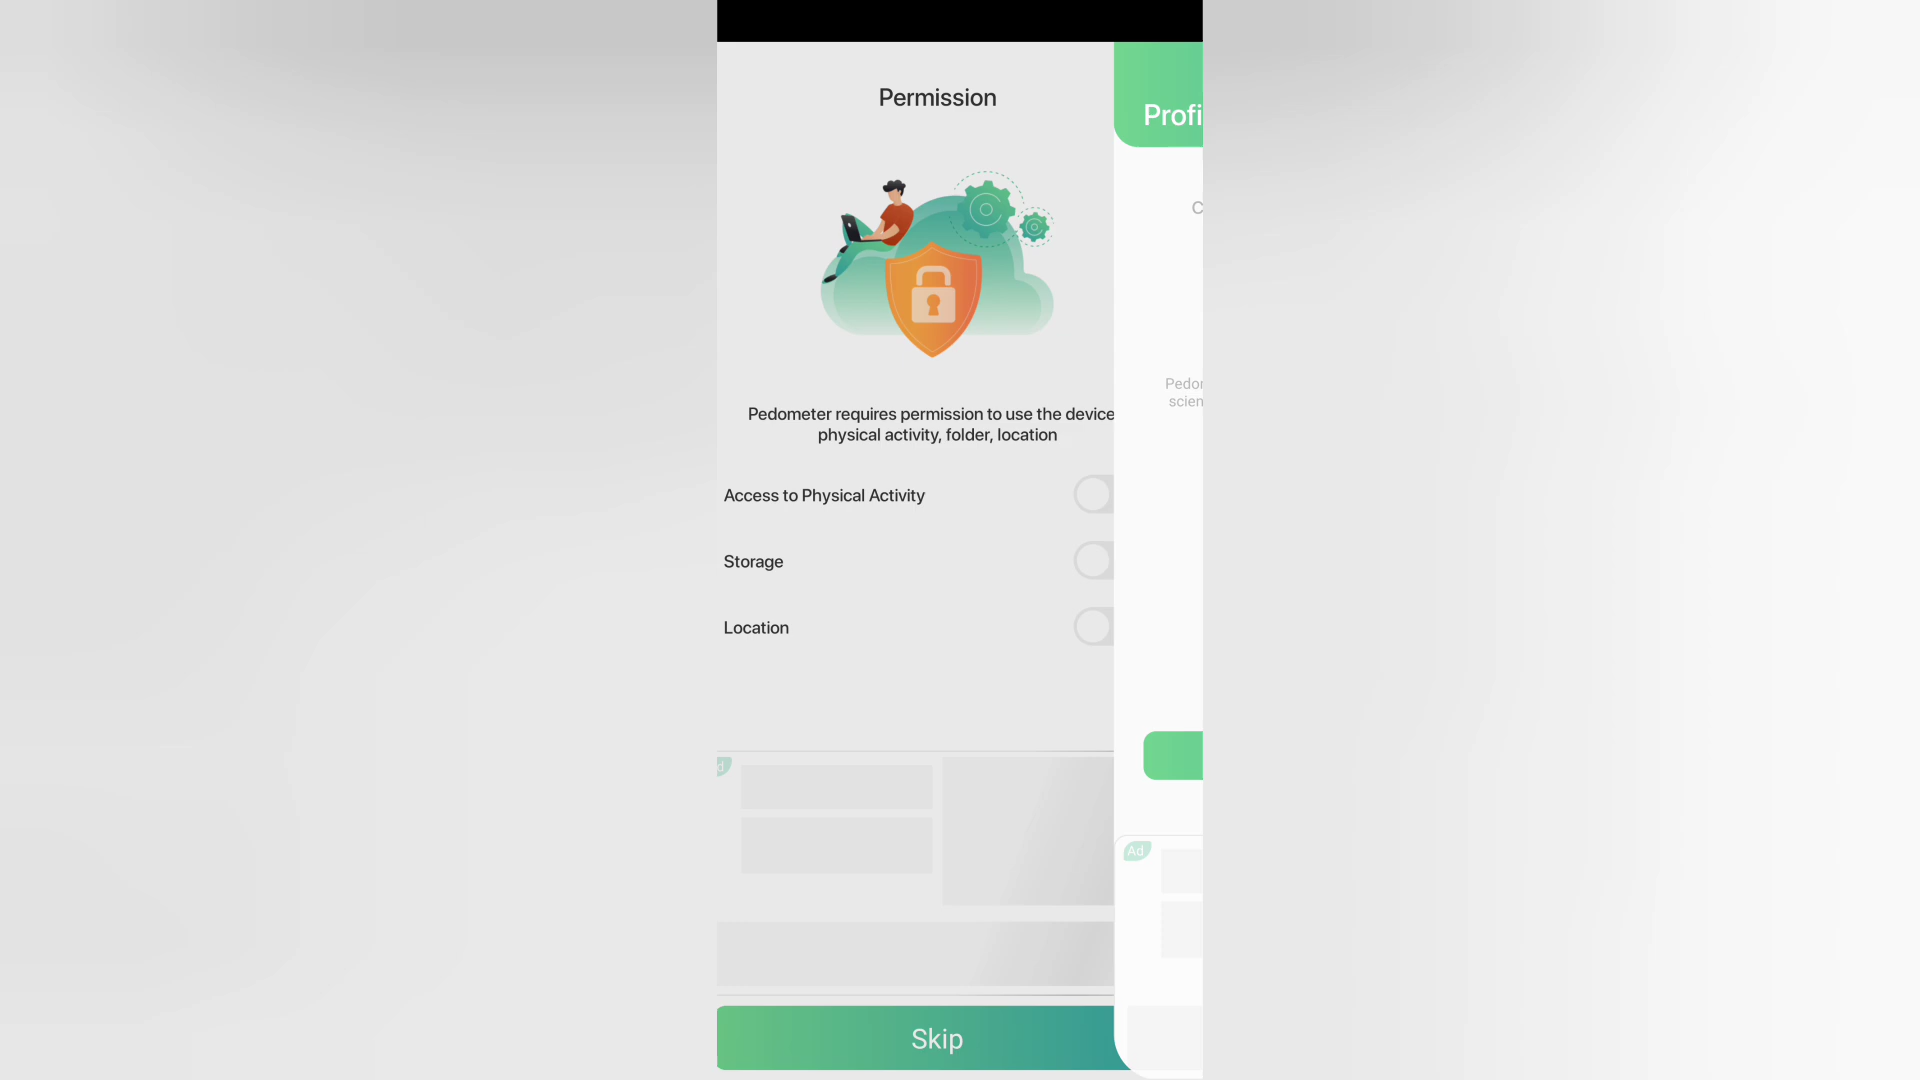 Permission
Pedometer requires permission to use the device
physical activity, folder, location
Access to Physical Activity
Storage
Location
Skip
Profi
C
Pedo
scien
Ad